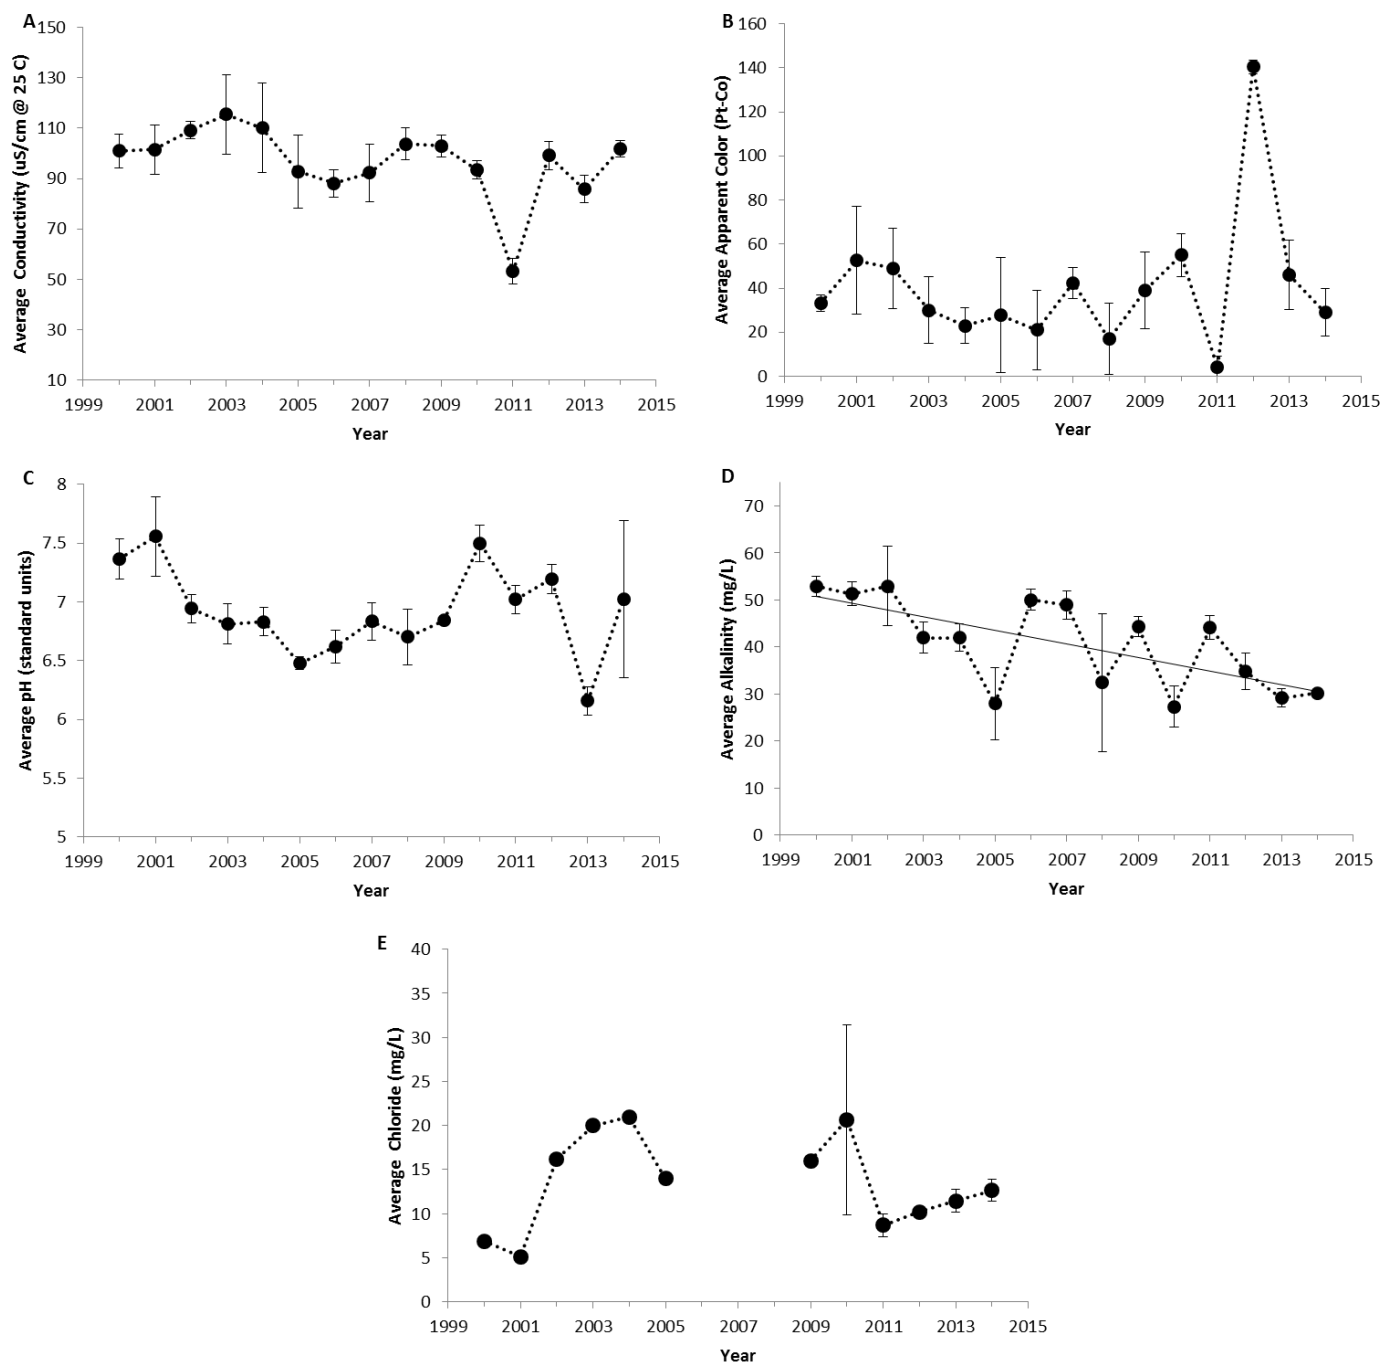 A
Average Conductivity (uS/cm @ 25 C)
150
130
110
90
70
50
30
10
1999 2001 2003 2005 2007 2009 2011 2013 2015
Year
B
Average Apparent Color (Pt-Co)
160
140
120
100
80
60
40
20
0
1999 2001 2003 2005 2007 2009 2011 2013 2015
Year
C
Average pH (standard units)
8
7.5
7
6.5
6
5.5
5
1999 2001 2003 2005 2007 2009 2011 2013 2015
Year
D
Average Alkalinity (mg/L)
70
60
50
40
30
20
10
0
1999 2001 2003 2005 2007 2009 2011 2013 2015
Year
E
Average Chloride (mg/L)
40
35
30
25
20
15
10
5
0
1999 2001 2003 2005 2007 2009 2011 2013 2015
Year